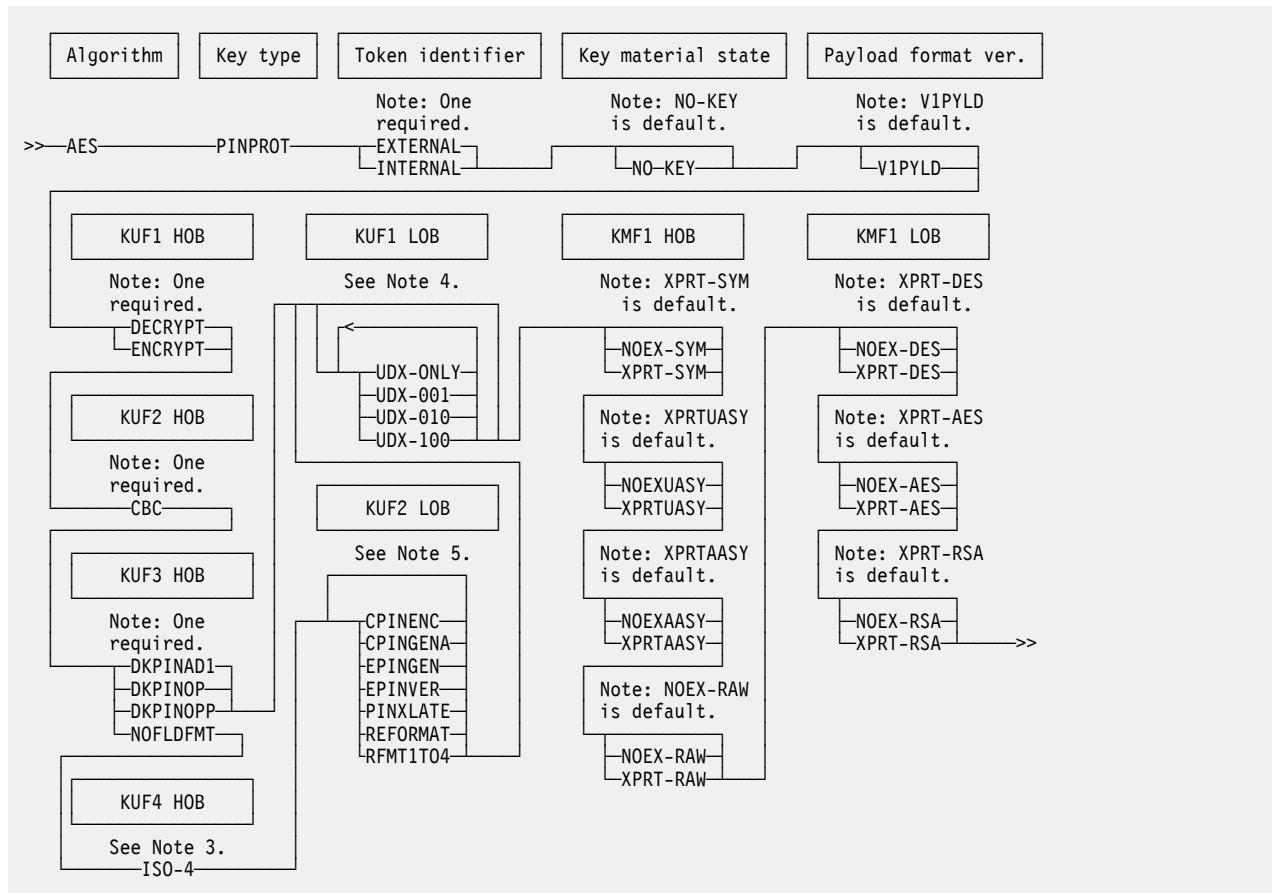 Algorithm Key type Token identifier Key material state Payload format ver.
Note: One Note: NO-KEY Note: V1PYLD
required. is default. is default.
>>—AES PINPROT EXTERNAL
INTERNAL NO-KEY V1PYLD
KUF1 HOB KUF1 LOB KMF1 HOB KMF1 LOB
Note: One See Note 4. Note: XPRT-SYM Note: XPRT-DES
required. is default. is default.
DECRYPT <
ENCRYPT NOEX-SYM NOEX-DES
UDX-ONLY XPRT-SYM XPRT-DES
UDX-001
KUF2 HOB UDX-010 Note: XPRTUASY Note: XPRT-AES
UDX-100 is default. is default.
Note: One
required. NOEXUASY NOEX-AES
CBC KUF2 LOB XPRTUASY XPRT-AES
See Note 5. Note: XPRTAASY Note: XPRT-RSA
KUF3 HOB is default. is default.
Note: One CPINENC NOEXAASY NOEX-RSA
required. CPINGENA XPRTAASY XPRT-RSA >>
DKPINAD1 EPINGEN
DKPINOP EPINVER Note: NOEX-RAW
DKPINOPP PINXLATE is default.
NOFLDFMT REFORMAT
RFMT1TO4 NOEX-RAW
XPRT-RAW
KUF4 HOB
See Note 3.
ISO-4